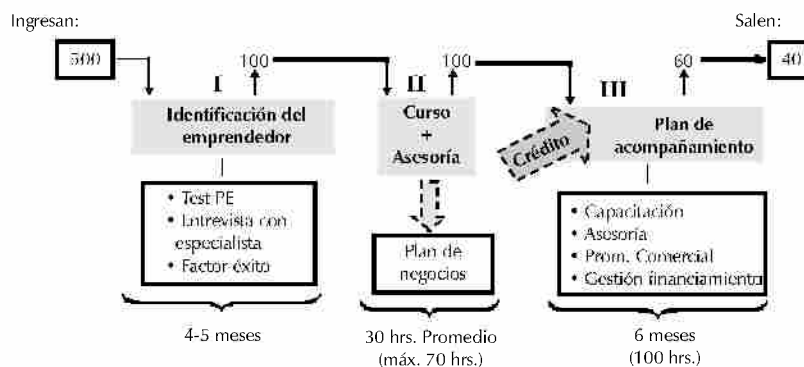 Ingresan:
Salen:
500
100
100
60
40
I
II
III
Identificación del
emprendedor
Curso
+
Asesoría
Crédito
Plan de
acompañamiento
• Test PE
• Entrevista con
especialista
• Factor éxito
Plan de
negocios
• Capacitación
• Asesoría
• Prom. Comercial
• Gestión financiamiento
4-5 meses
30 hrs. Promedio
(máx. 70 hrs.)
6 meses
(100 hrs.)